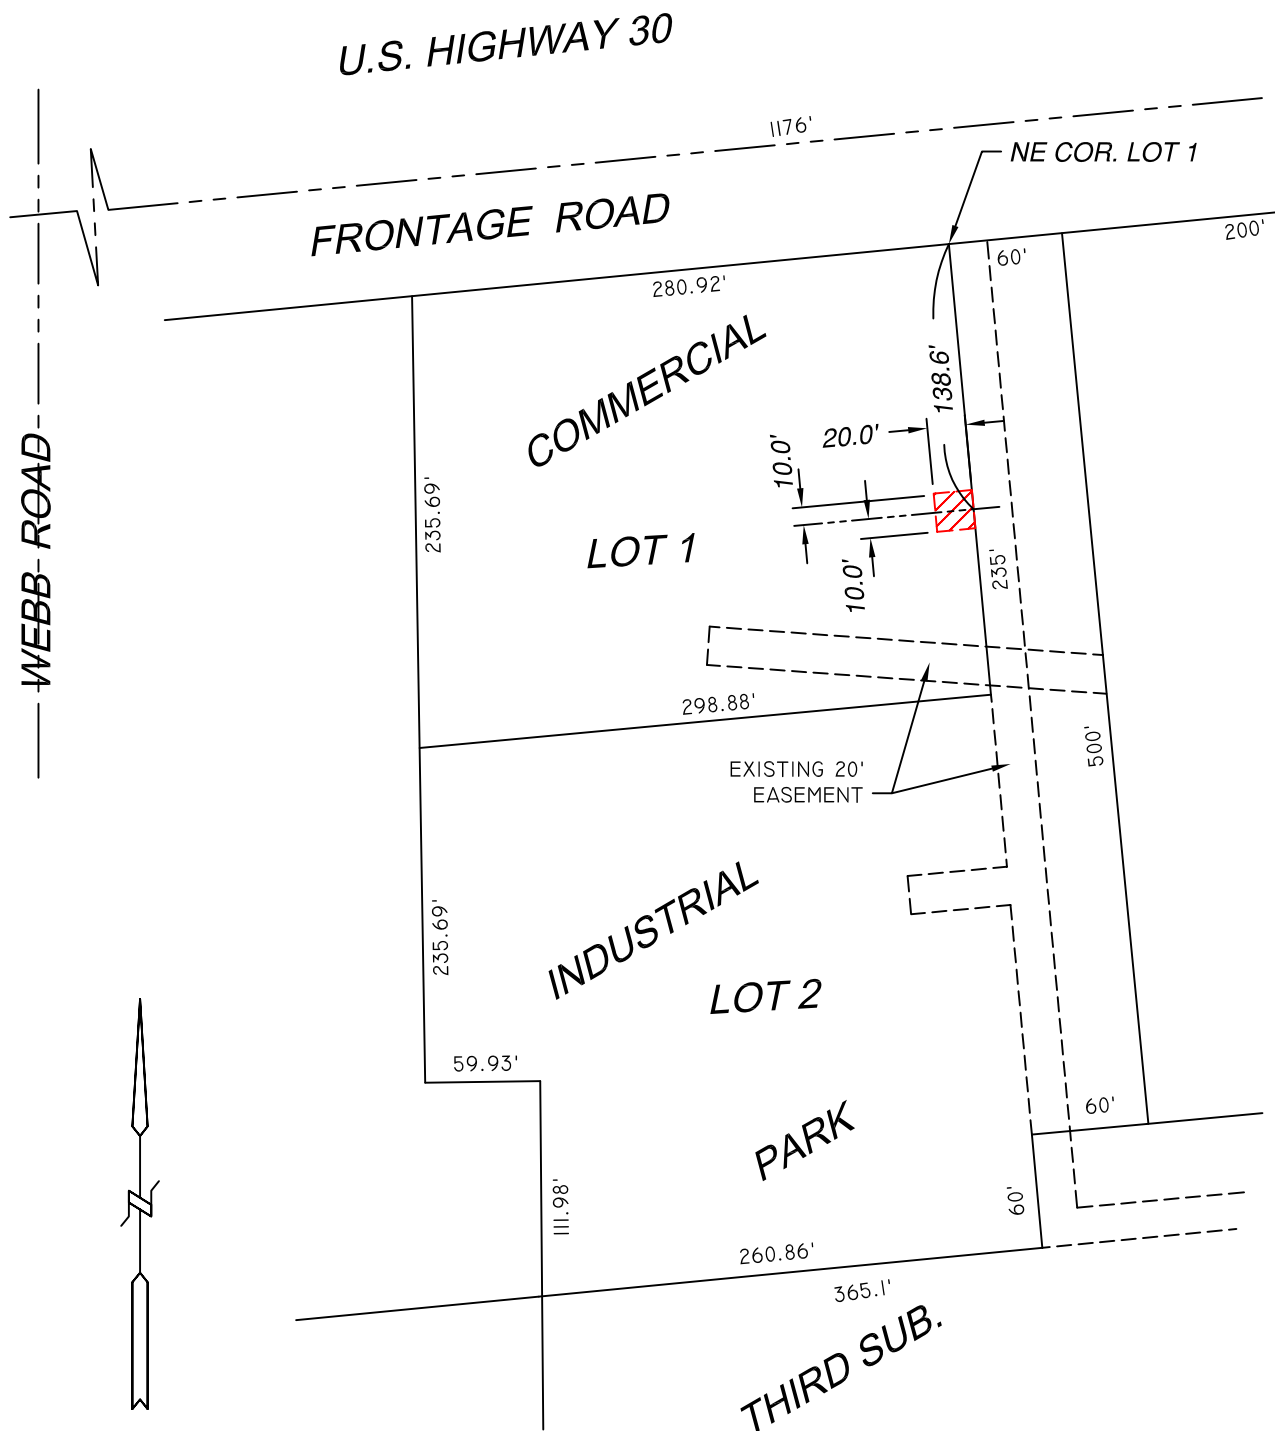 U.S. HIGHWAY 30
1176'
NE COR. LOT 1
FRONTAGE ROAD
200'
60'
280.92'
COMMERCIAL
138.6'
20.0'
10.0'
WEBB ROAD
235.69'
LOT 1
10.0'
235'
298.88'
500'
EXISTING 20'
EASEMENT
INDUSTRIAL
235.69'
LOT 2
59.93'
60'
PARK
111.98'
60'
260.86'
365.1'
THIRD SUB.